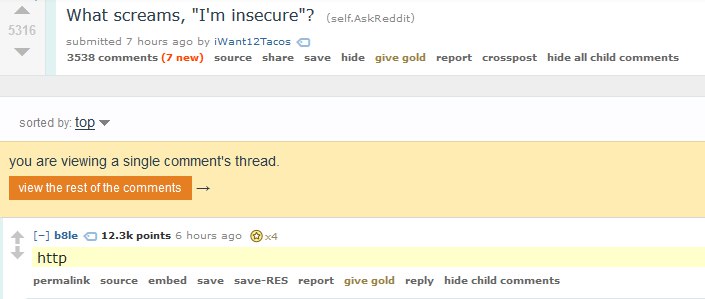 What screams, "I'm insecure"? (self.AskReddit)
5316
submitted 7 hours ago by iWant12Tacos
3538 comments (7 new) source share save hide give gold report crosspost hide all child comments
sorted by: top
you are viewing a single comment's thread.
view the rest of the comments →
[–] b8le 12.3k points 6 hours ago x4
http
permalink source embed save save-RES report give gold reply hide child comments